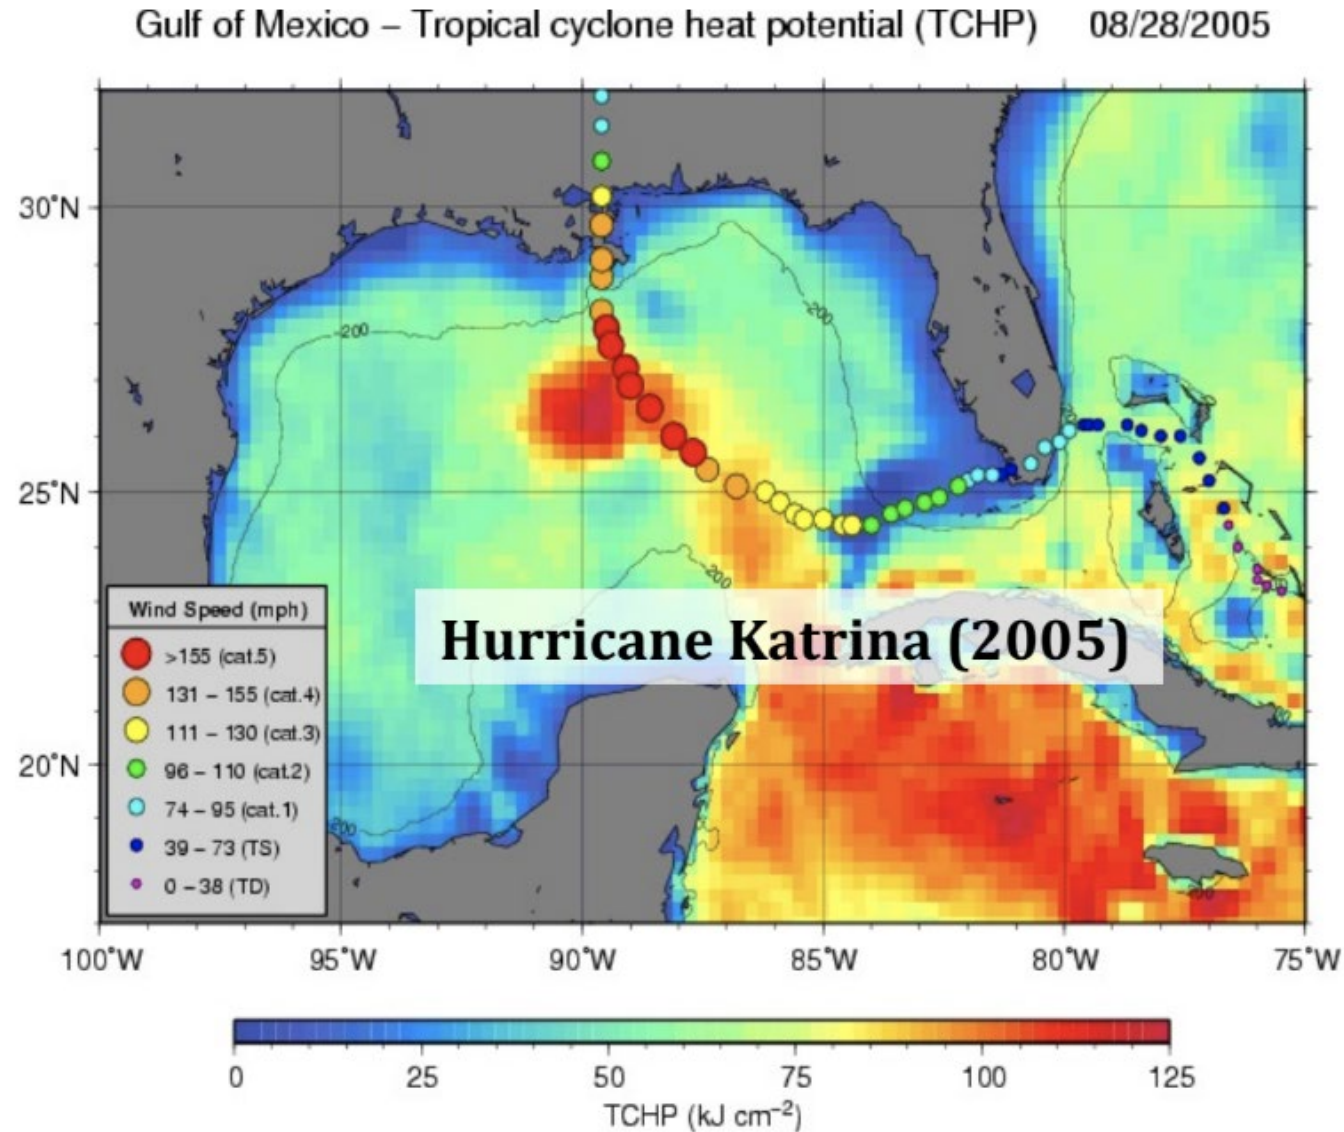 Gulf of Mexico – Tropical cyclone heat potential (TCHP) 08/28/2005
30°N
200
-200
25°N
200
Wind Speed (mph)
>155 (cat.5)
131 – 155 (cat.4)
111 – 130 (cat.3)
96 – 110 (cat.2)
74 – 95 (cat.1)
39 – 73 (TS)
0 – 38 (TD)
Hurricane Katrina (2005)
20°N
100°W 95°W 90°W 85°W 80°W 75°W
0 25 50 75 100 125
TCHP (kJ cm⁻²)